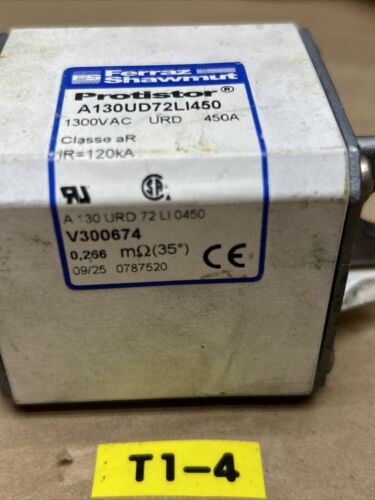 FS Ferraz Shawmut
Protistor®
A130UD72LI450
1300VAC URD 450A
Classe aR
IR=120kA
A 130 URD 72 LI 0450
V300674
0,266 mΩ(35°)
09/25 0787520
CE
T1-4